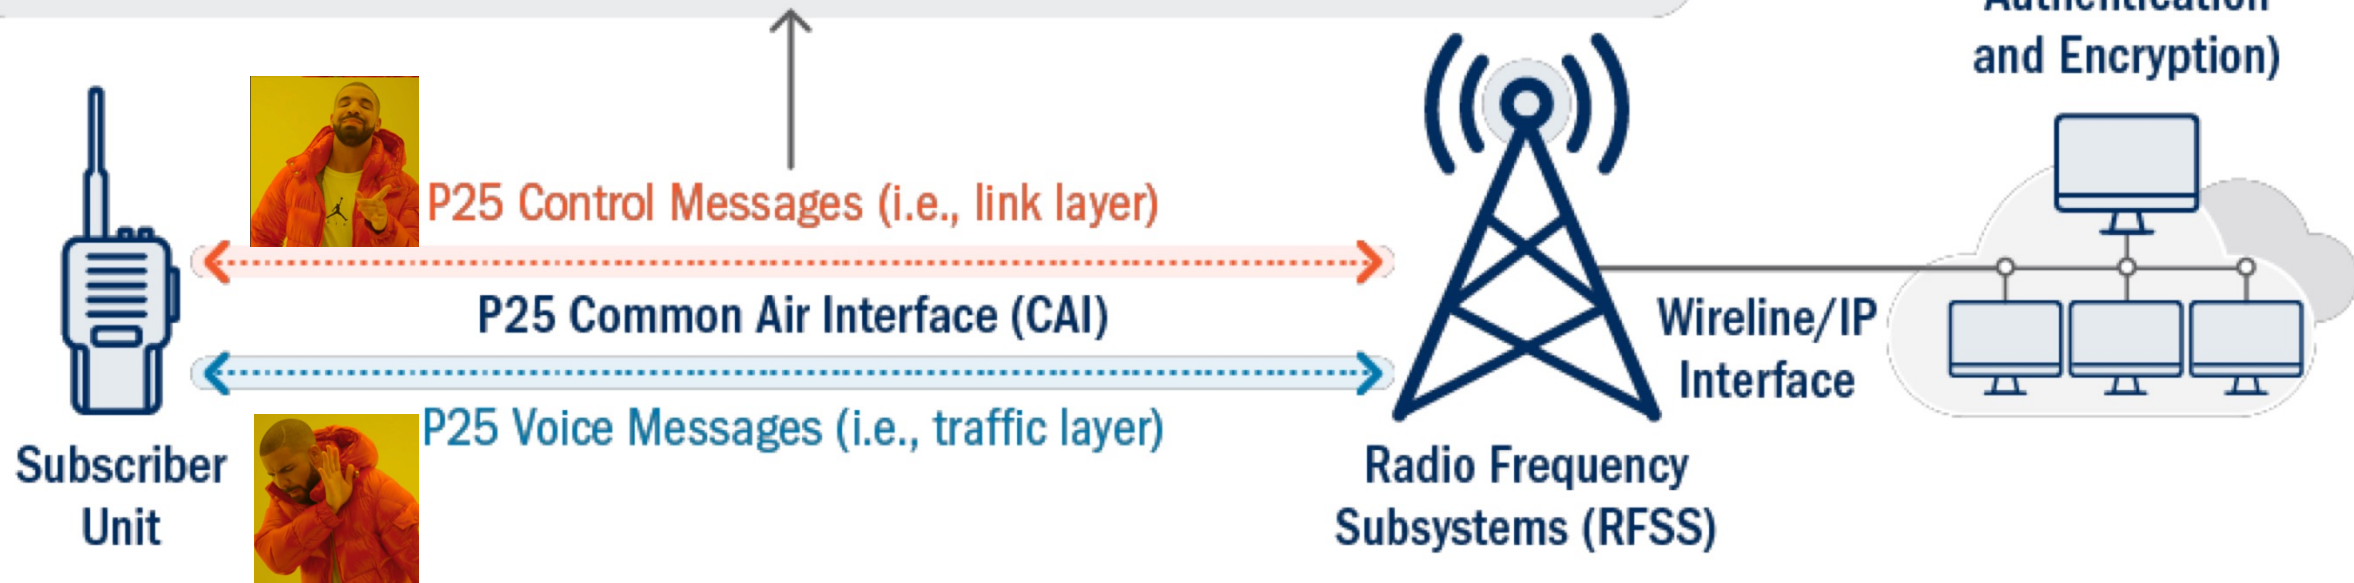 Authentication
and Encryption)
P25 Control Messages (i.e., link layer)
P25 Common Air Interface (CAI)
Wireline/IP
Interface
P25 Voice Messages (i.e., traffic layer)
Subscriber
Unit
Radio Frequency
Subsystems (RFSS)